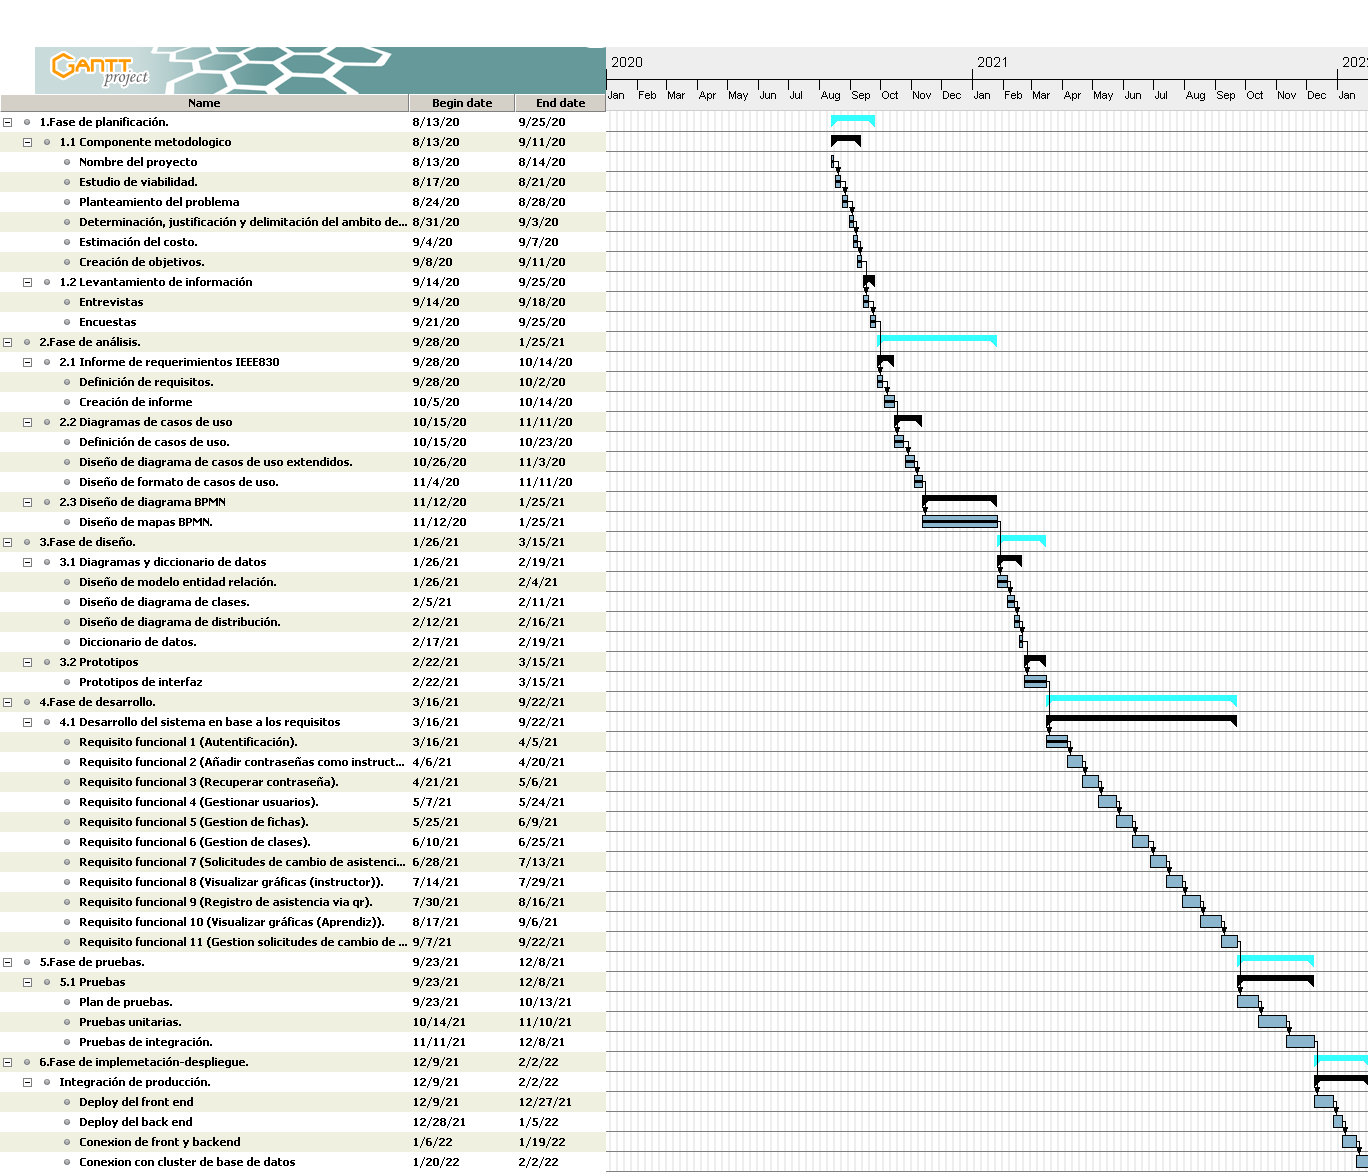 GANTT
project
2020 2021 2022
Jan Feb Mar Apr May Jun Jul Aug Sep Oct Nov Dec Jan Feb Mar Apr May Jun Jul Aug Sep Oct Nov Dec Jan
Name Begin date End date
1.Fase de planificación. 8/13/20 9/25/20
1.1 Componente metodologico 8/13/20 9/11/20
Nombre del proyecto 8/13/20 8/14/20
Estudio de viabilidad. 8/17/20 8/21/20
Planteamiento del problema 8/24/20 8/28/20
Determinación, justificación y delimitación del ambito de... 8/31/20 9/3/20
Estimación del costo. 9/4/20 9/7/20
Creación de objetivos. 9/8/20 9/11/20
1.2 Levantamiento de información 9/14/20 9/25/20
Entrevistas 9/14/20 9/18/20
Encuestas 9/21/20 9/25/20
2.Fase de análisis. 9/28/20 1/25/21
2.1 Informe de requerimientos IEEE830 9/28/20 10/14/20
Definición de requisitos. 9/28/20 10/2/20
Creación de informe 10/5/20 10/14/20
2.2 Diagramas de casos de uso 10/15/20 11/11/20
Definición de casos de uso. 10/15/20 10/23/20
Diseño de diagrama de casos de uso extendidos. 10/26/20 11/3/20
Diseño de formato de casos de uso. 11/4/20 11/11/20
2.3 Diseño de diagrama BPMN 11/12/20 1/25/21
Diseño de mapas BPMN. 11/12/20 1/25/21
3.Fase de diseño. 1/26/21 3/15/21
3.1 Diagramas y diccionario de datos 1/26/21 2/19/21
Diseño de modelo entidad relación. 1/26/21 2/4/21
Diseño de diagrama de clases. 2/5/21 2/11/21
Diseño de diagrama de distribución. 2/12/21 2/16/21
Diccionario de datos. 2/17/21 2/19/21
3.2 Prototipos 2/22/21 3/15/21
Prototipos de interfaz 2/22/21 3/15/21
4.Fase de desarrollo. 3/16/21 9/22/21
4.1 Desarrollo del sistema en base a los requisitos 3/16/21 9/22/21
Requisito funcional 1 (Autentificación). 3/16/21 4/5/21
Requisito funcional 2 (Añadir contraseñas como instruct... 4/6/21 4/20/21
Requisito funcional 3 (Recuperar contraseña). 4/21/21 5/6/21
Requisito funcional 4 (Gestionar usuarios). 5/7/21 5/24/21
Requisito funcional 5 (Gestion de fichas). 5/25/21 6/9/21
Requisito funcional 6 (Gestion de clases). 6/10/21 6/25/21
Requisito funcional 7 (Solicitudes de cambio de asistenci... 6/28/21 7/13/21
Requisito funcional 8 (Visualizar gráficas (instructor)). 7/14/21 7/29/21
Requisito funcional 9 (Registro de asistencia via qr). 7/30/21 8/16/21
Requisito funcional 10 (Visualizar gráficas (Aprendiz)). 8/17/21 9/6/21
Requisito funcional 11 (Gestion solicitudes de cambio de ... 9/7/21 9/22/21
5.Fase de pruebas. 9/23/21 12/8/21
5.1 Pruebas 9/23/21 12/8/21
Plan de pruebas. 9/23/21 10/13/21
Pruebas unitarias. 10/14/21 11/10/21
Pruebas de integración. 11/11/21 12/8/21
6.Fase de implemetación-despliegue. 12/9/21 2/2/22
Integración de producción. 12/9/21 2/2/22
Deploy del front end 12/9/21 12/27/21
Deploy del back end 12/28/21 1/5/22
Conexion de front y backend 1/6/22 1/19/22
Conexion con cluster de base de datos 1/20/22 2/2/22